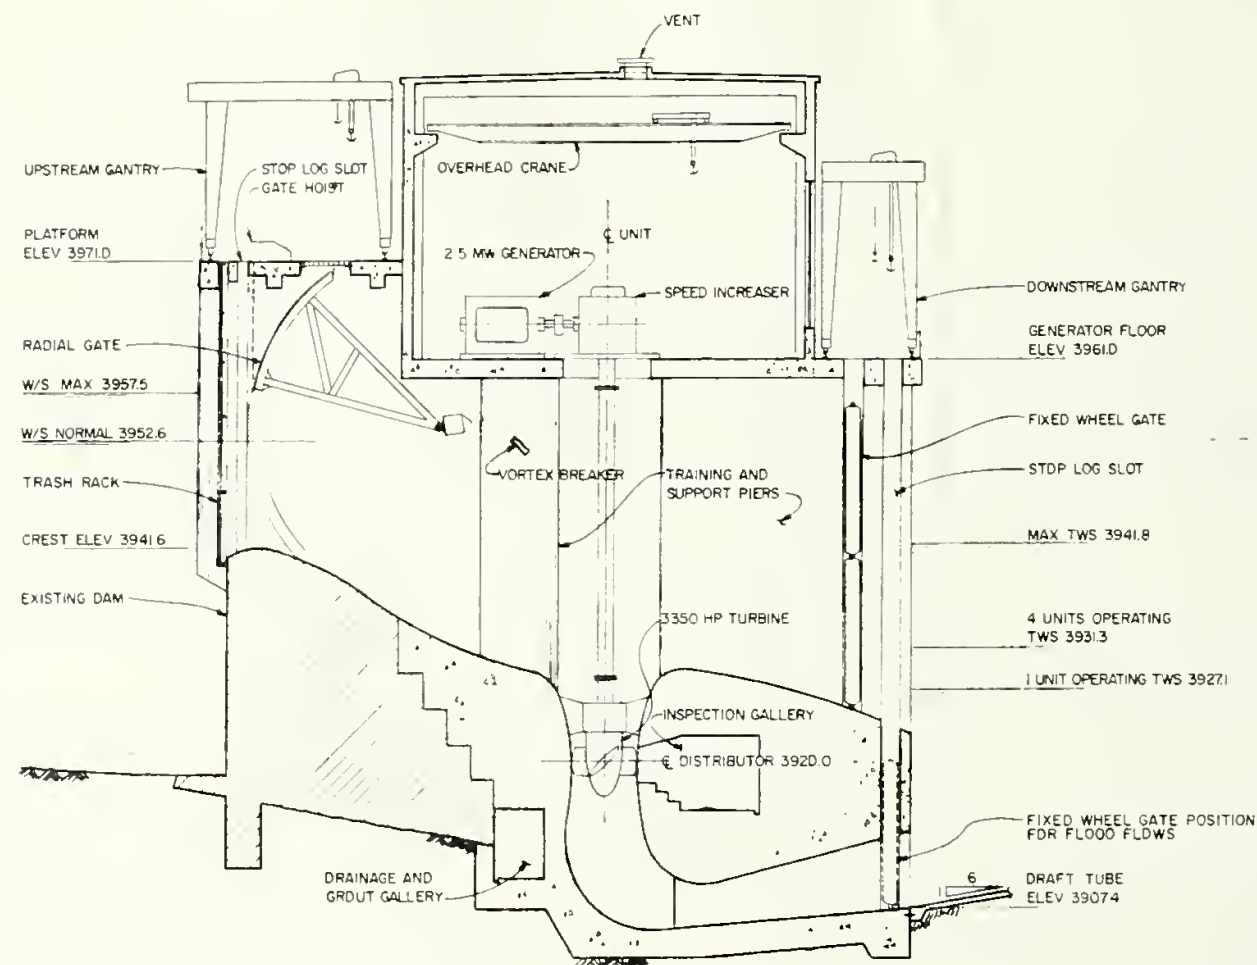 VENT
UPSTREAM GANTRY
STOP LOG SLOT
GATE HOIST
OVERHEAD CRANE
PLATFORM
ELEV 3971.0
℄ UNIT
2.5 MW GENERATOR
SPEED INCREASER
DOWNSTREAM GANTRY
GENERATOR FLOOR
ELEV 3961.0
RADIAL GATE
W/S MAX 3957.5
W/S NORMAL 3952.6
FIXED WHEEL GATE
TRASH RACK
VORTEX BREAKER
TRAINING AND
SUPPORT PIERS
STOP LOG SLOT
CREST ELEV 3941.6
MAX TWS 3941.8
EXISTING DAM
3350 HP TURBINE
4 UNITS OPERATING
TWS 3931.3
1 UNIT OPERATING TWS 3927.1
INSPECTION GALLERY
℄ DISTRIBUTOR 3920.0
FIXED WHEEL GATE POSITION
FOR FLOOD FLOWS
DRAINAGE AND
GROUT GALLERY
6
1
DRAFT TUBE
ELEV 3907.4